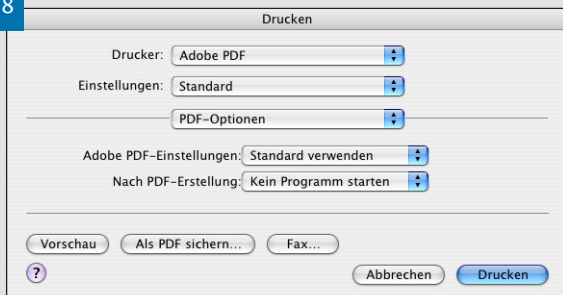 8
Drucken
Drucker: Adobe PDF
Einstellungen: Standard
PDF-Optionen
Adobe PDF-Einstellungen: Standard verwenden
Nach PDF-Erstellung: Kein Programm starten
Vorschau Als PDF sichern... Fax...
? Abbrechen Drucken